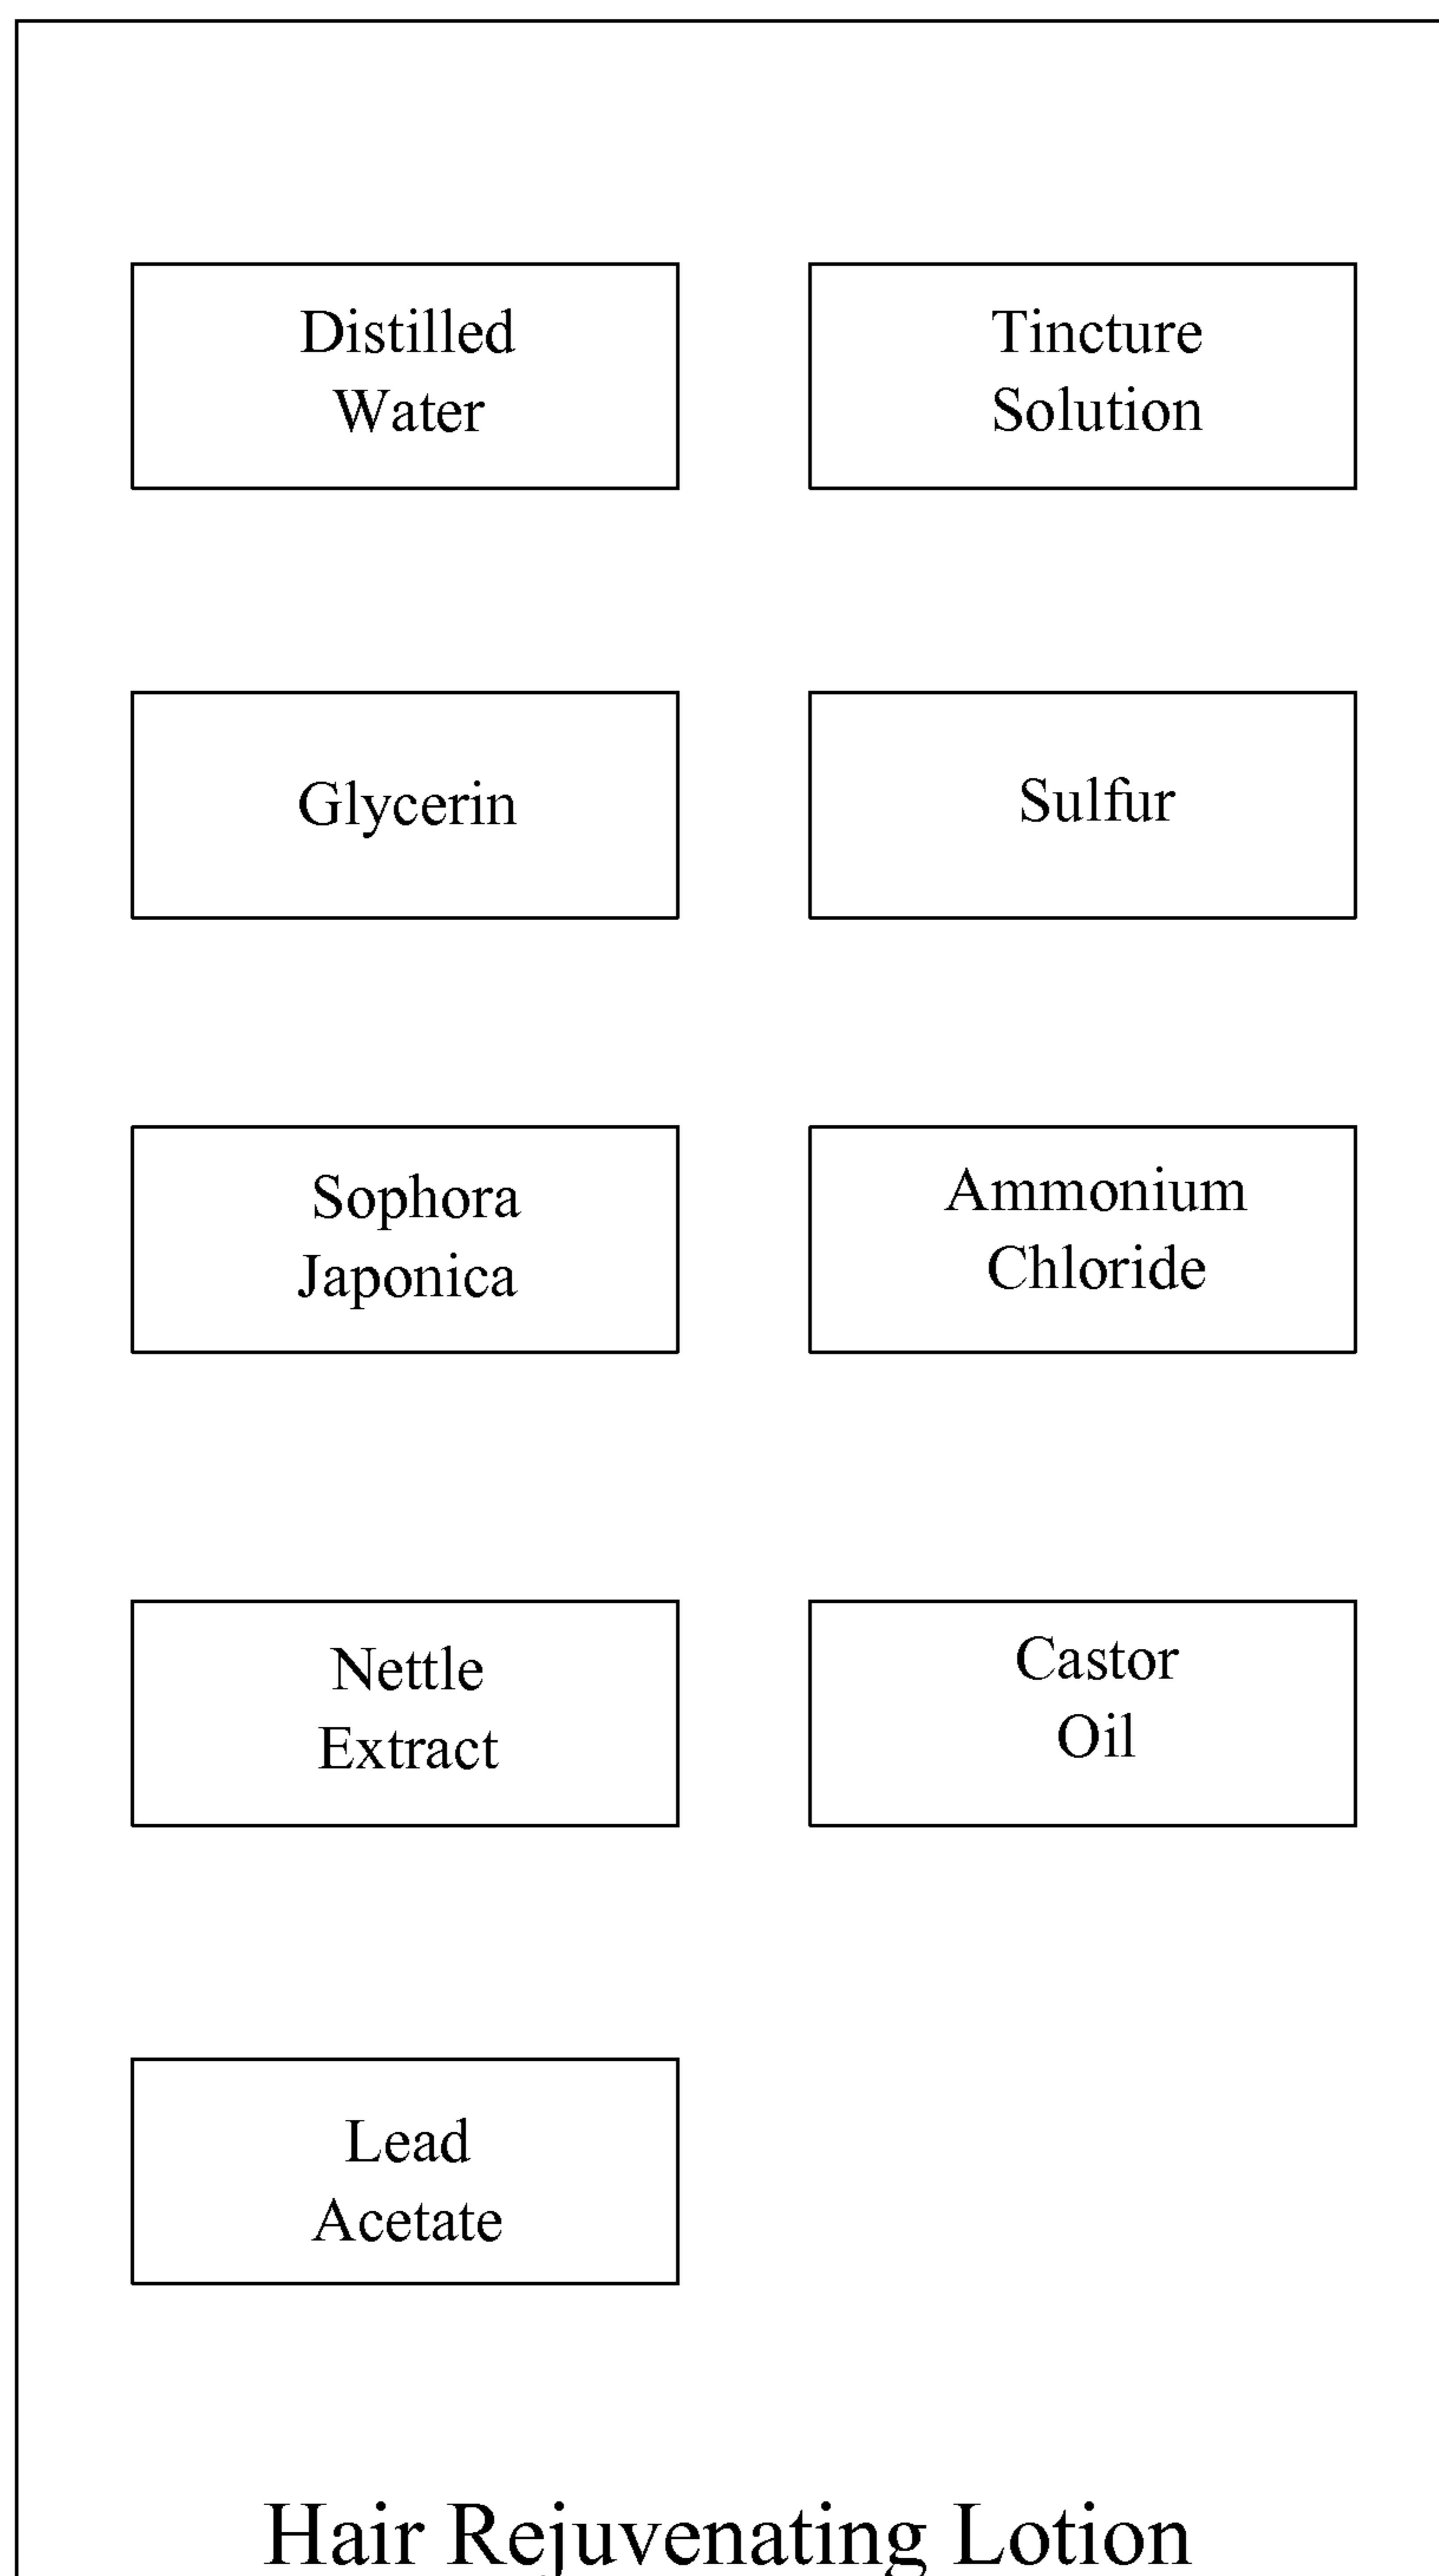 Distilled
Water
Tincture
Solution
Glycerin
Sulfur
Sophora
Japonica
Ammonium
Chloride
Nettle
Extract
Castor
Oil
Lead
Acetate
Hair Rejuvenating Lotion